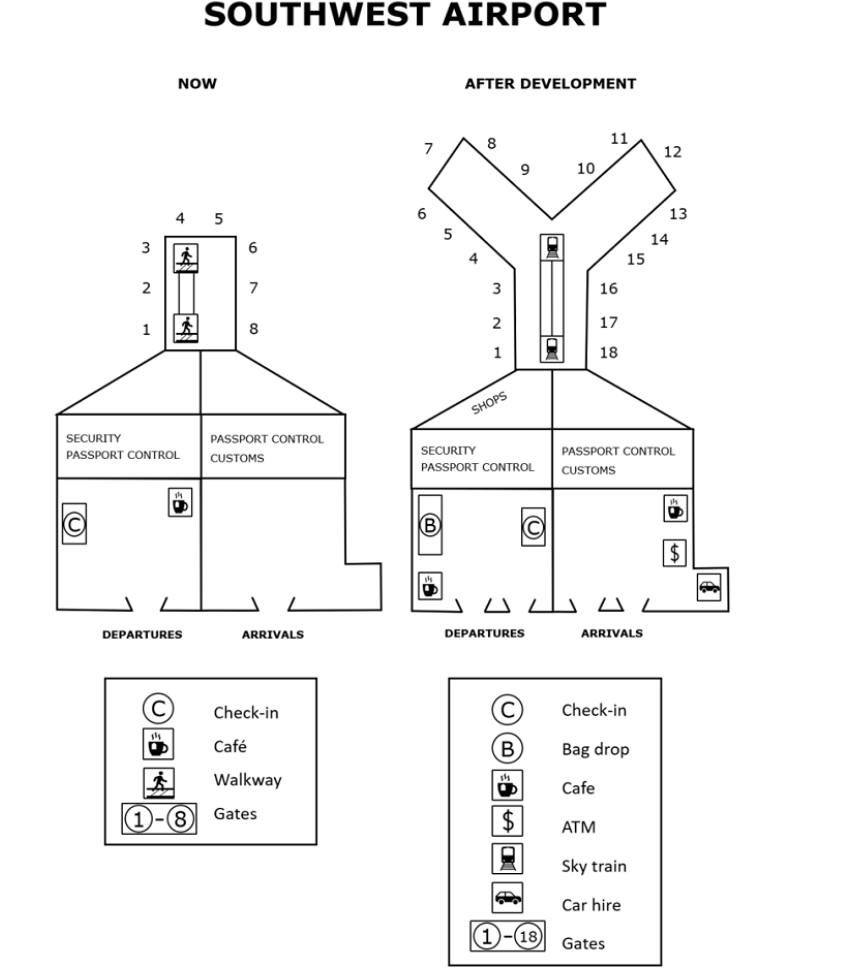 SOUTHWEST AIRPORT
NOW
4 5
3 6
2 7
1 8
SECURITY
PASSPORT CONTROL
PASSPORT CONTROL
CUSTOMS
C
DEPARTURES
ARRIVALS
C Check-in
Café
Walkway
1-8 Gates
AFTER DEVELOPMENT
7 8 11 12
9 10
6 13
5 14
4 15
3 16
2 17
1 18
SHOPS
SECURITY
PASSPORT CONTROL
PASSPORT CONTROL
CUSTOMS
B
C
$
DEPARTURES
ARRIVALS
C Check-in
B Bag drop
Cafe
$ ATM
Sky train
Car hire
1-18 Gates